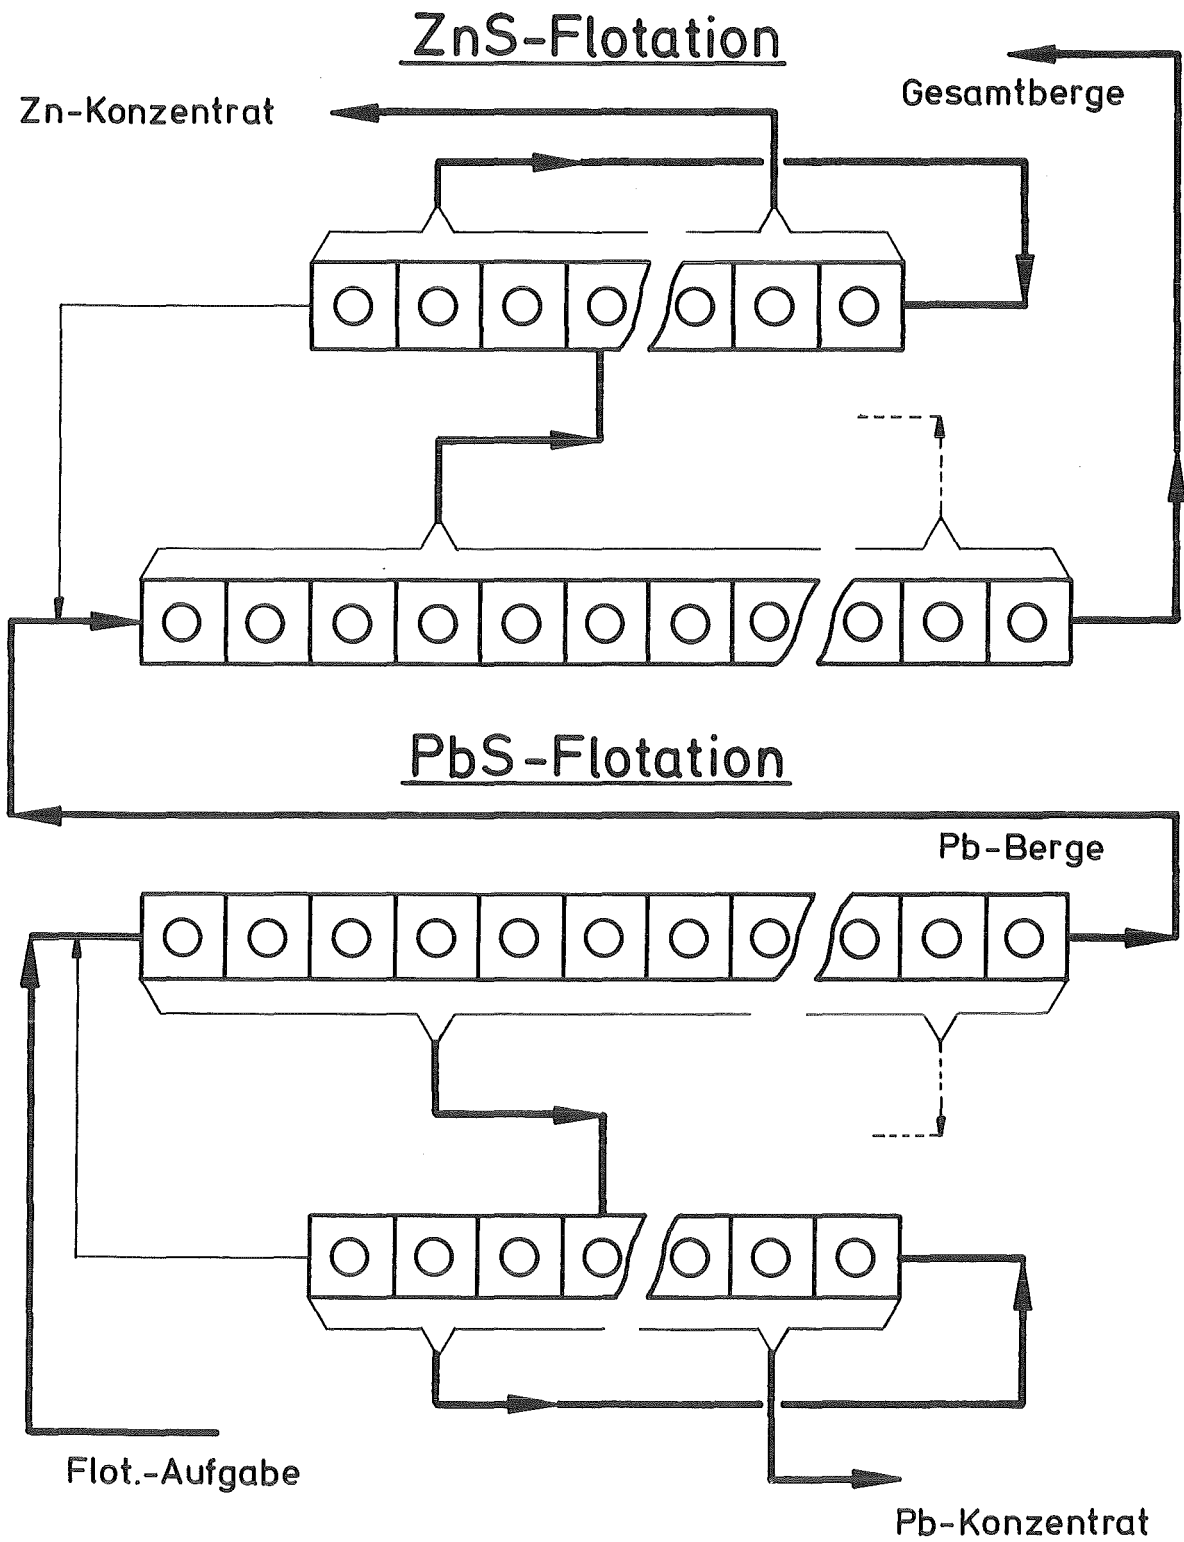 ZnS-Flotation
Gesamtberge
Zn-Konzentrat
PbS-Flotation
Pb-Berge
Flot.-Aufgabe
Pb-Konzentrat